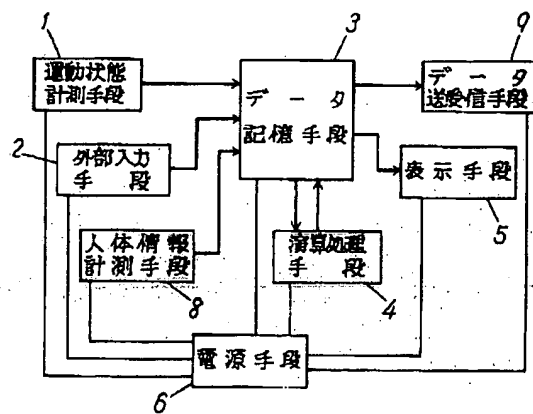 1
運動状態
計測手段
2
外部入力
手段
人体情報
計測手段
8
3
データ
記憶手段
演算処理
手段
4
9
データ
送受信手段
表示手段
5
電源手段
6